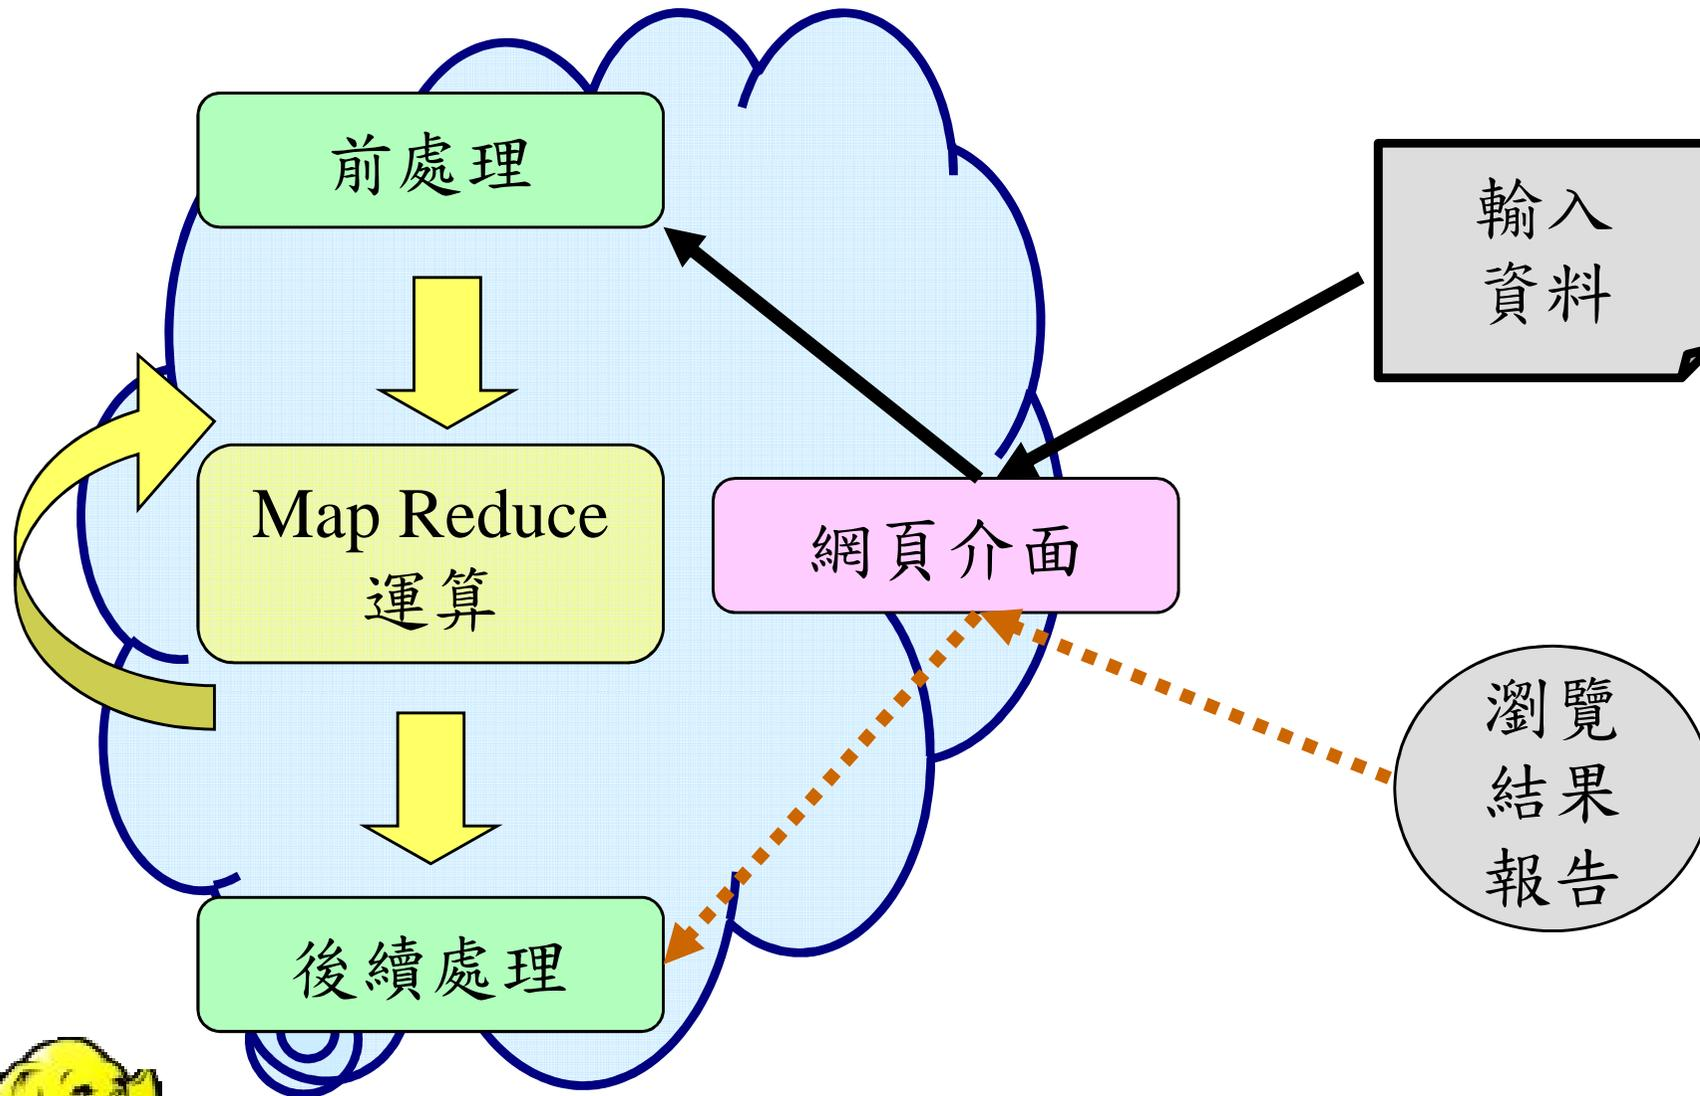 前處理
輸入
資料
Map Reduce
運算
網頁介面
瀏覽
結果
報告
後續處理